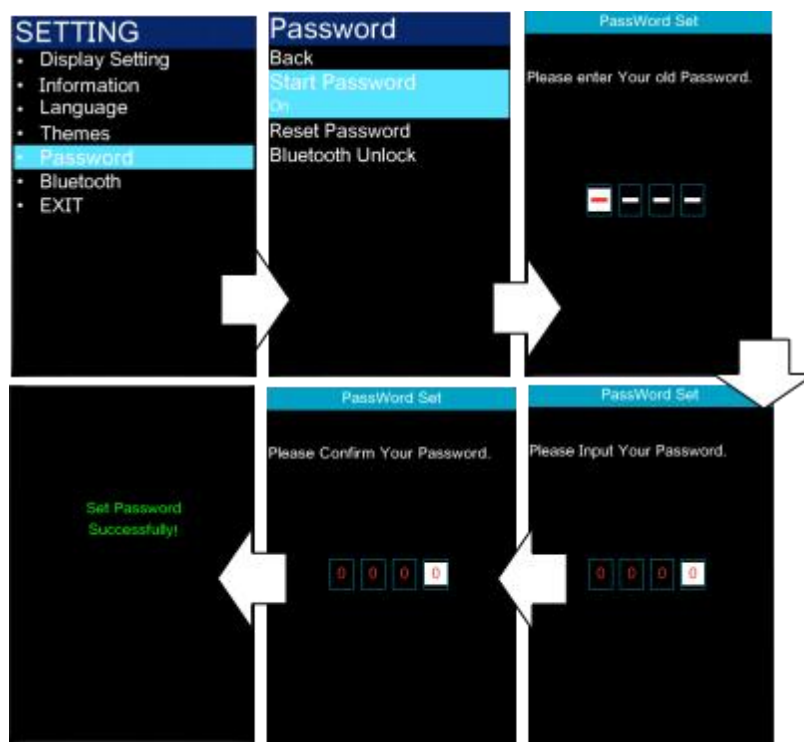 SETTING
• Display Setting
• Information
• Language
• Themes
• Password
• Bluetooth
• EXIT
Password
Back
Start Password
On
Reset Password
Bluetooth Unlock
PassWord Set
Please enter Your old Password.
– – – –
PassWord Set
Please Input Your Password.
0 0 0 0
PassWord Set
Please Confirm Your Password.
0 0 0 0
Set Password
Successfully!